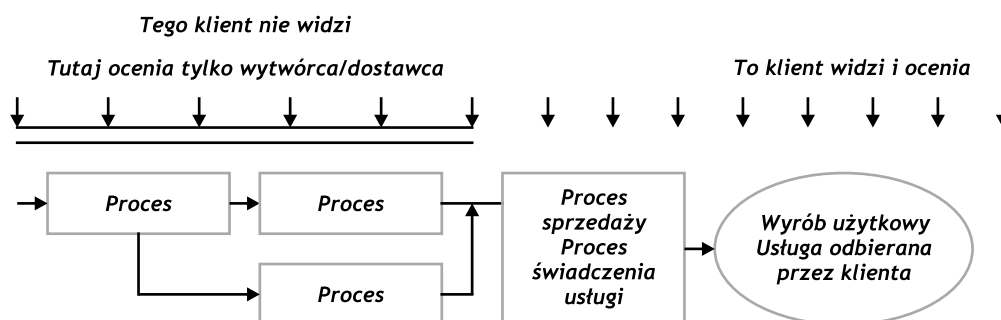 Tego klient nie widzi
Tutaj ocenia tylko wytwórca/dostawca
To klient widzi i ocenia
Proces
Proces
Proces
sprzedaży
Proces
świadczenia
usługi
Wyrób użytkowy
Usługa odbierana
przez klienta
Proces